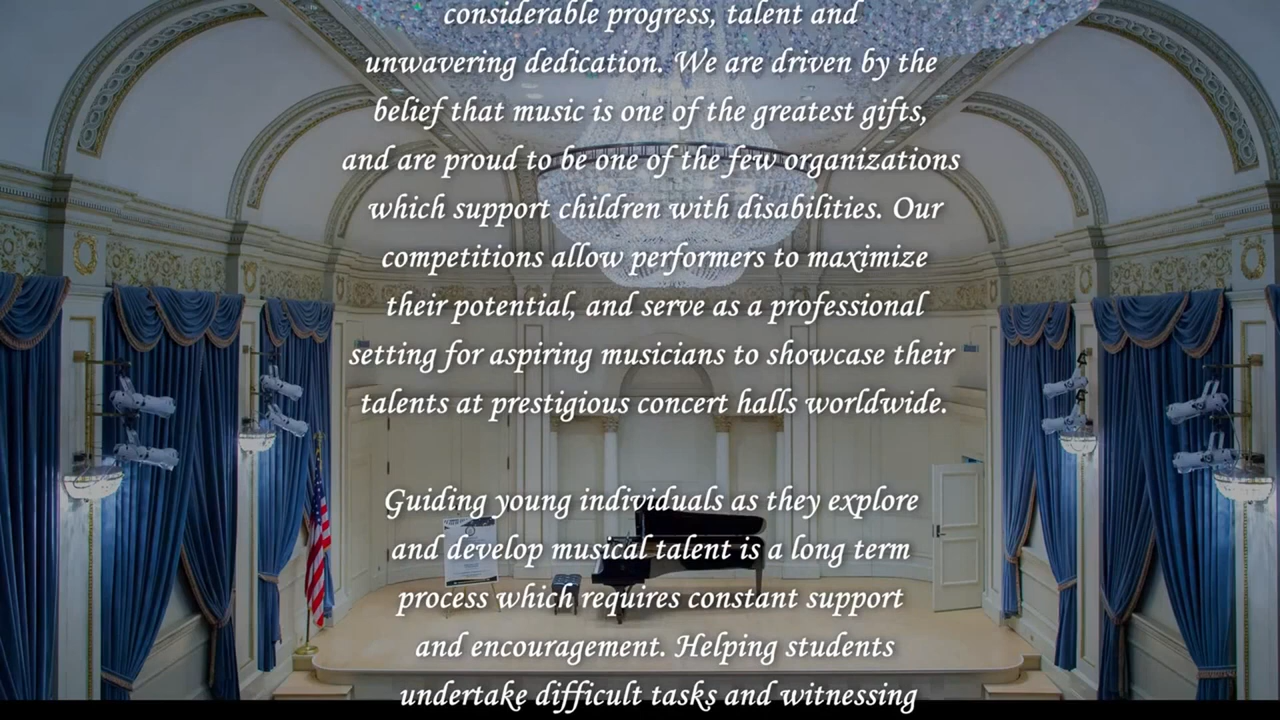 considerable progress, talent and
unwavering dedication. We are driven by the
belief that music is one of the greatest gifts,
and are proud to be one of the few organizations
which support children with disabilities. Our
competitions allow performers to maximize
their potential, and serve as a professional
setting for aspiring musicians to showcase their
talents at prestigious concert halls worldwide.
Guiding young individuals as they explore
and develop musical talent is a long term
process which requires constant support
and encouragement. Helping students
undertake difficult tasks and witnessing